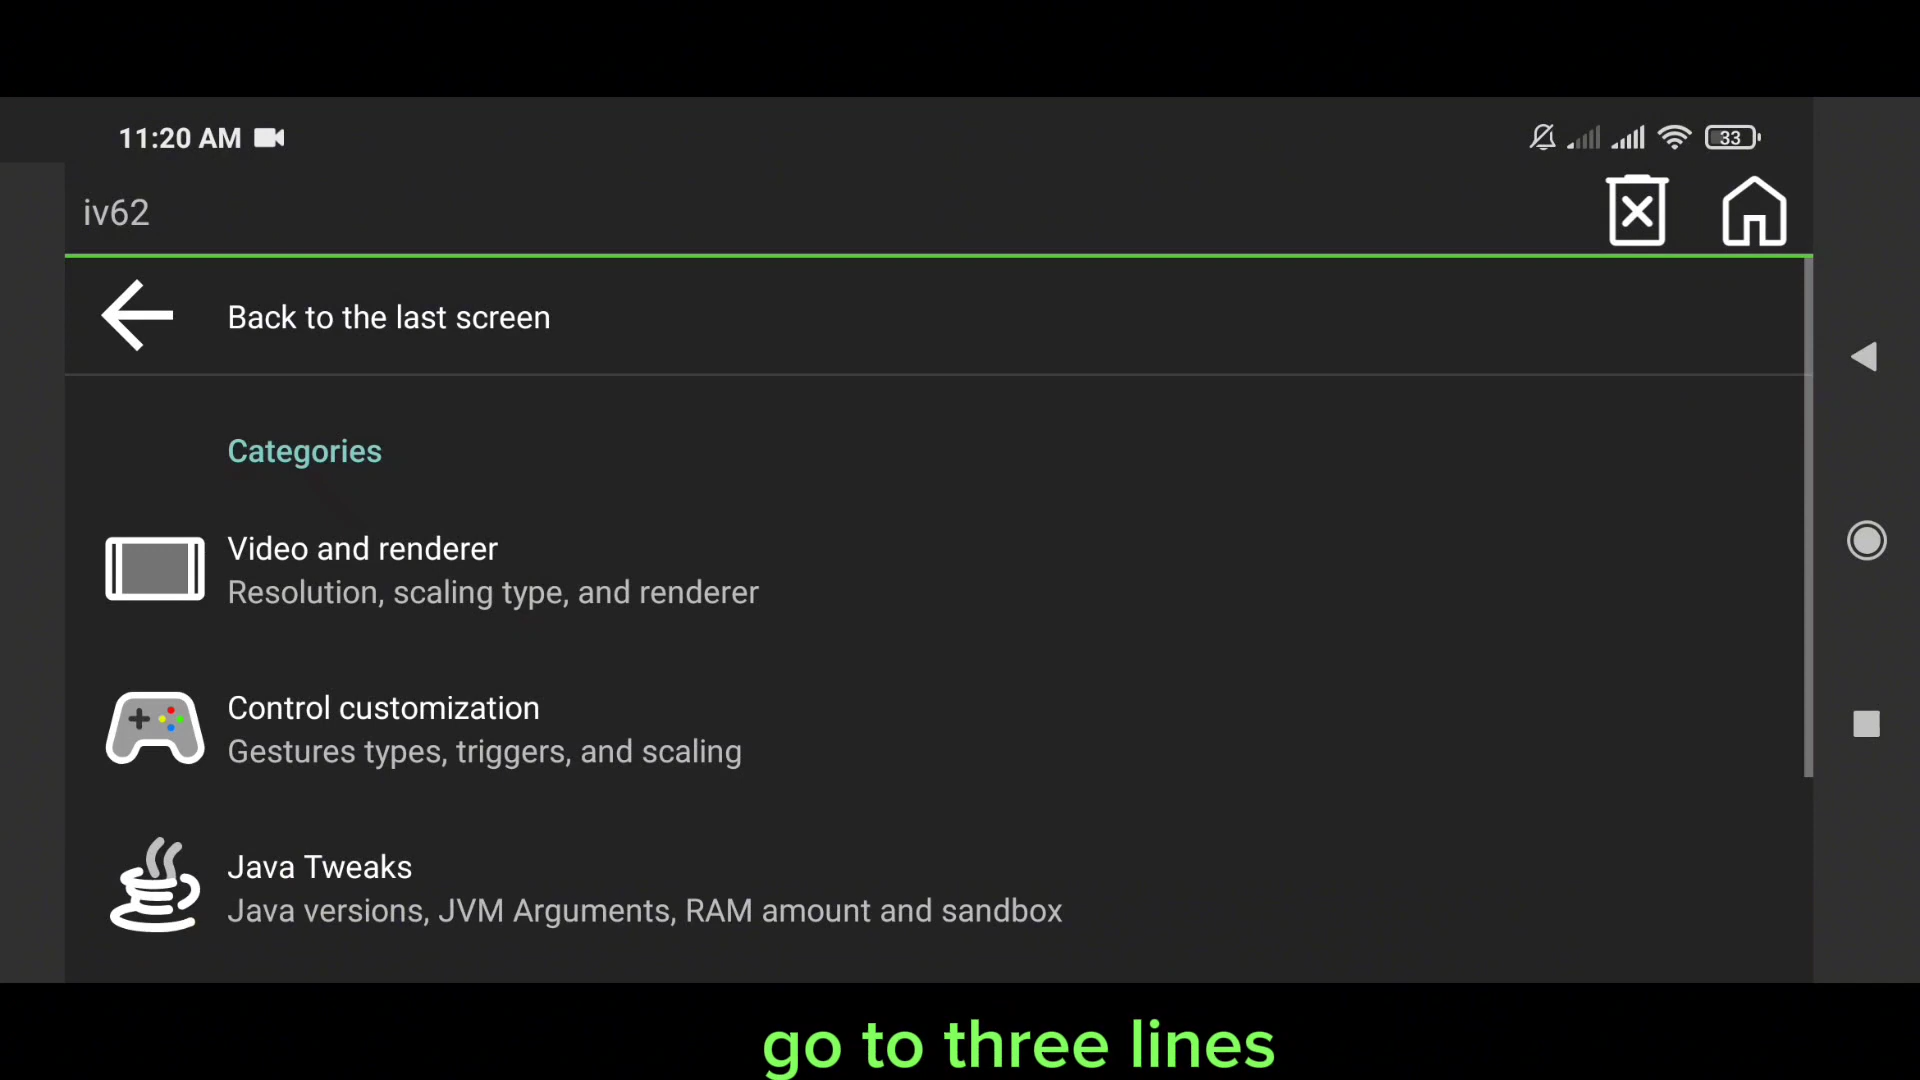 11:20 AM
33
iv62
Back to the last screen
Categories
Video and renderer
Resolution, scaling type, and renderer
Control customization
Gestures types, triggers, and scaling
Java Tweaks
Java versions, JVM Arguments, RAM amount and sandbox
go to three lines